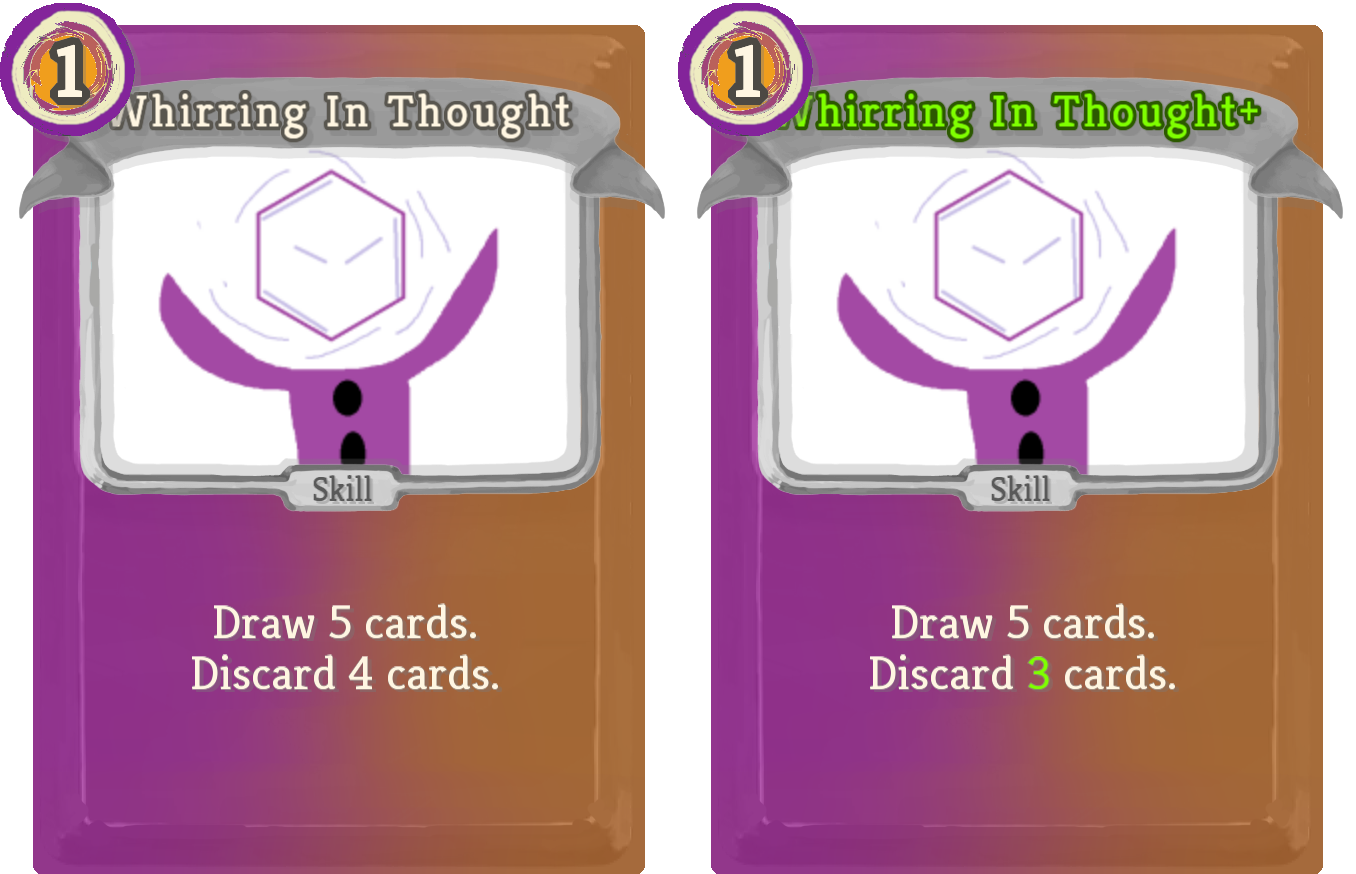 1
Whirring In Thought
Skill
Draw 5 cards.
Discard 4 cards.
1
Whirring In Thought+
Skill
Draw 5 cards.
Discard 3 cards.